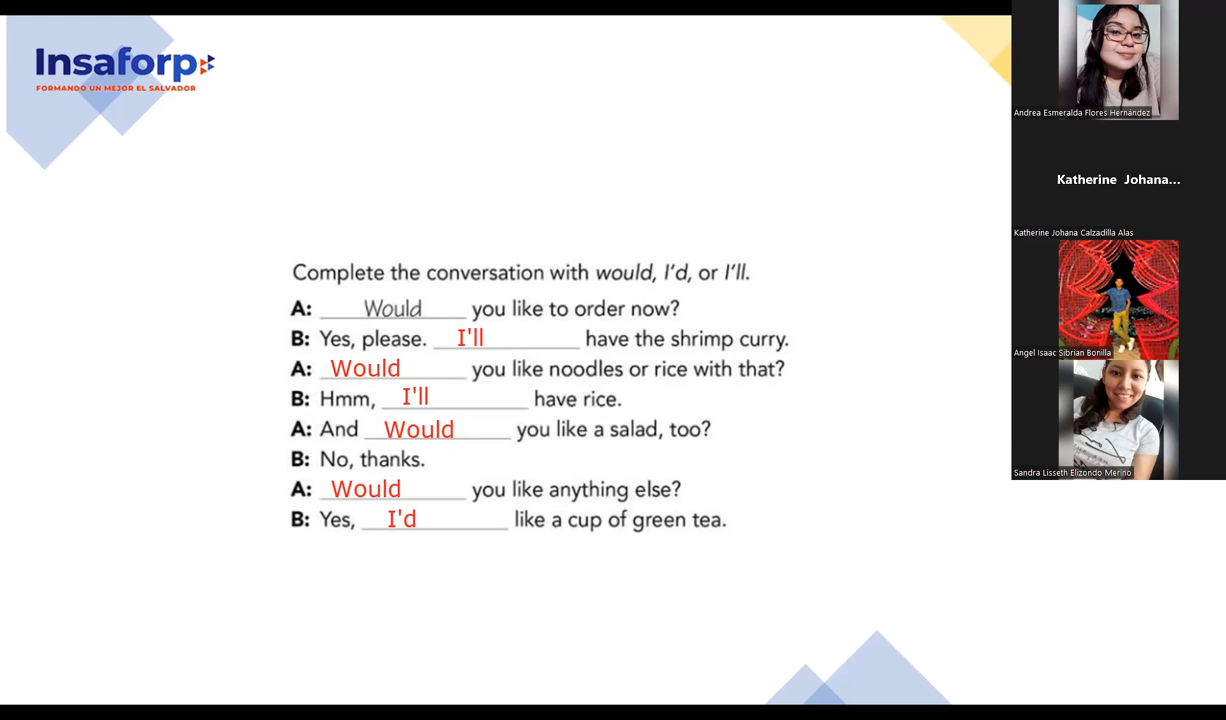 Insaforp
FORMANDO UN MEJOR EL SALVADOR
Complete the conversation with would, I'd, or I'll.
A: Would you like to order now?
B: Yes, please. I'll have the shrimp curry.
A: Would you like noodles or rice with that?
B: Hmm, I'll have rice.
A: And Would you like a salad, too?
B: No, thanks.
A: Would you like anything else?
B: Yes, I'd like a cup of green tea.
Andrea Esmeralda Flores Hernández
Katherine Johana...
Katherine Johana Calzadilla Alas
Angel Isaac Sibrian Bonilla
Sandra Lisseth Elizondo Merino